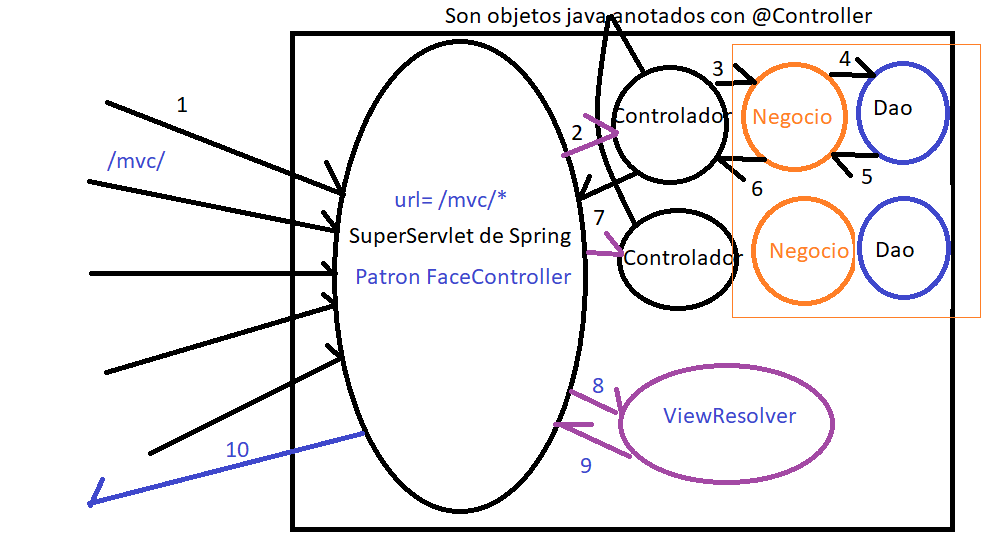 Son objetos java anotados con @Controller
1
/mvc/
2
3
4
Controlador
Negocio
Dao
5
6
url= /mvc/*
SuperServlet de Spring
Patron FaceController
7
Controlador
Negocio
Dao
8
ViewResolver
9
10